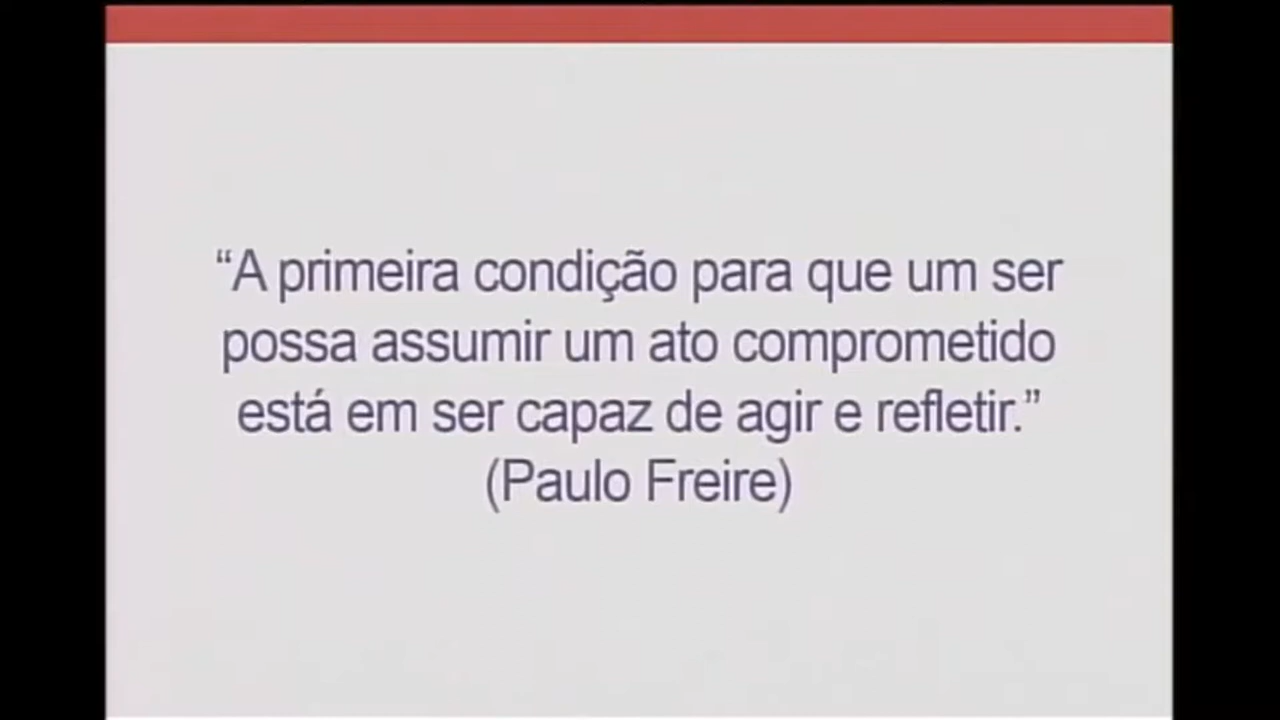 “A primeira condição para que um ser
possa assumir um ato comprometido
está em ser capaz de agir e refletir.”
(Paulo Freire)